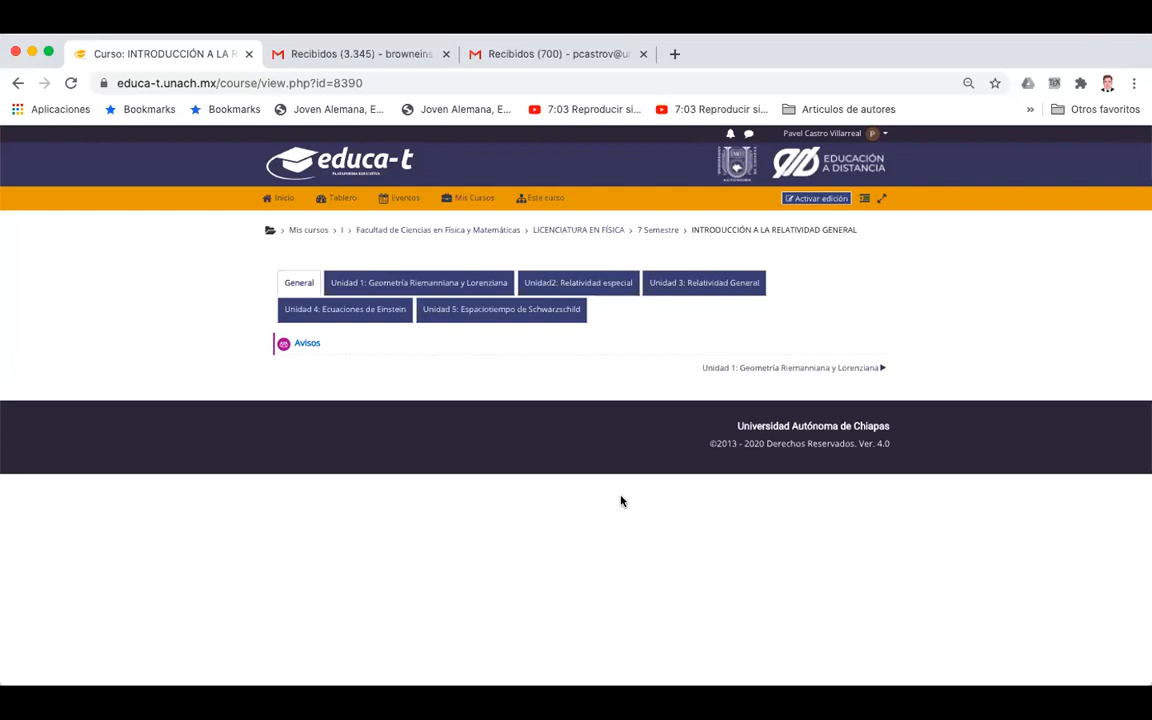 Curso: INTRODUCCIÓN A LA R
Recibidos (3.345) - browneins
Recibidos (700) - pcastrov@u
educa-t.unach.mx/course/view.php?id=8390
Aplicaciones Bookmarks Bookmarks Joven Alemana, E... Joven Alemana, E... 7:03 Reproducir si... 7:03 Reproducir si... Articulos de autores » Otros favoritos
Pavel Castro Villarreal P
educa-t
PLATAFORMA EDUCATIVA
EDUCACIÓN
A DISTANCIA
Inicio Tablero Eventos Mis Cursos Este curso Activar edición
Mis cursos › I › Facultad de Ciencias en Física y Matemáticas › LICENCIATURA EN FÍSICA › 7 Semestre › INTRODUCCIÓN A LA RELATIVIDAD GENERAL
General Unidad 1: Geometría Riemanniana y Lorenziana Unidad2: Relatividad especial Unidad 3: Relatividad General
Unidad 4: Ecuaciones de Einstein Unidad 5: Espaciotiempo de Schwarzschild
Avisos
Unidad 1: Geometría Riemanniana y Lorenziana
Universidad Autónoma de Chiapas
©2013 - 2020 Derechos Reservados. Ver. 4.0